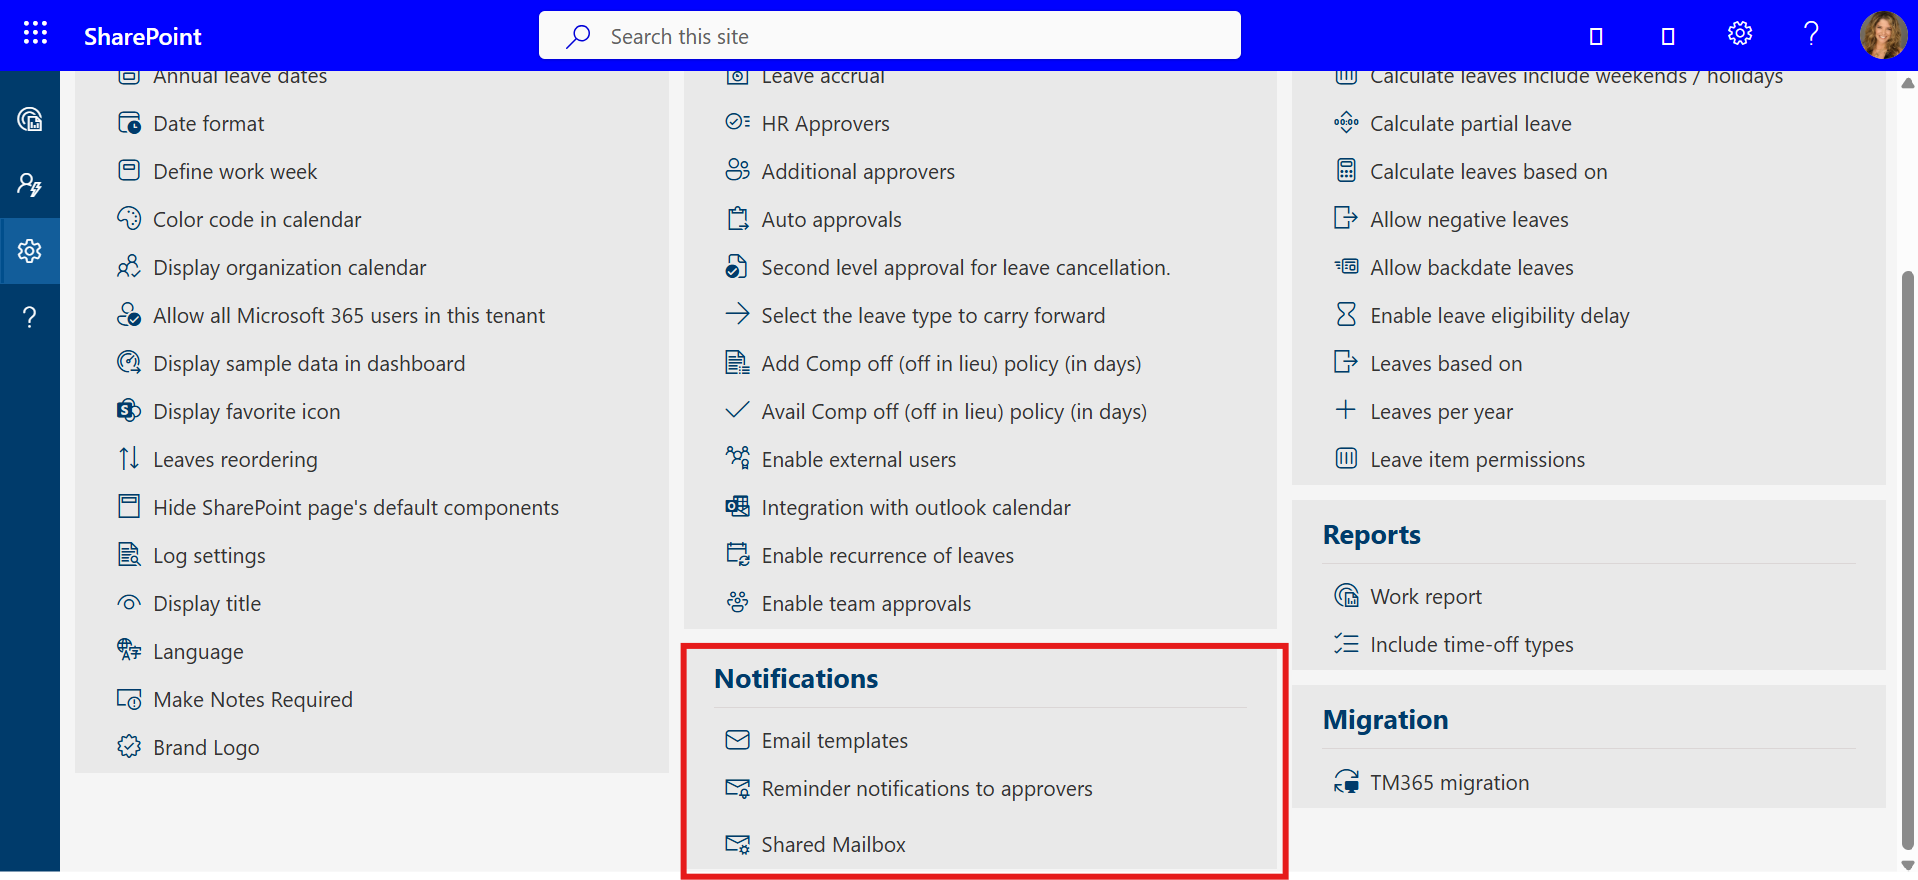 SharePoint
Search this site
Annual leave dates
Date format
Define work week
Color code in calendar
Display organization calendar
Allow all Microsoft 365 users in this tenant
Display sample data in dashboard
Display favorite icon
Leaves reordering
Hide SharePoint page's default components
Log settings
Display title
Language
Make Notes Required
Brand Logo
Leave accrual
HR Approvers
Additional approvers
Auto approvals
Second level approval for leave cancellation.
Select the leave type to carry forward
Add Comp off (off in lieu) policy (in days)
Avail Comp off (off in lieu) policy (in days)
Enable external users
Integration with outlook calendar
Enable recurrence of leaves
Enable team approvals
Notifications
Email templates
Reminder notifications to approvers
Shared Mailbox
Calculate leaves include weekends / holidays
Calculate partial leave
Calculate leaves based on
Allow negative leaves
Allow backdate leaves
Enable leave eligibility delay
Leaves based on
Leaves per year
Leave item permissions
Reports
Work report
Include time-off types
Migration
TM365 migration